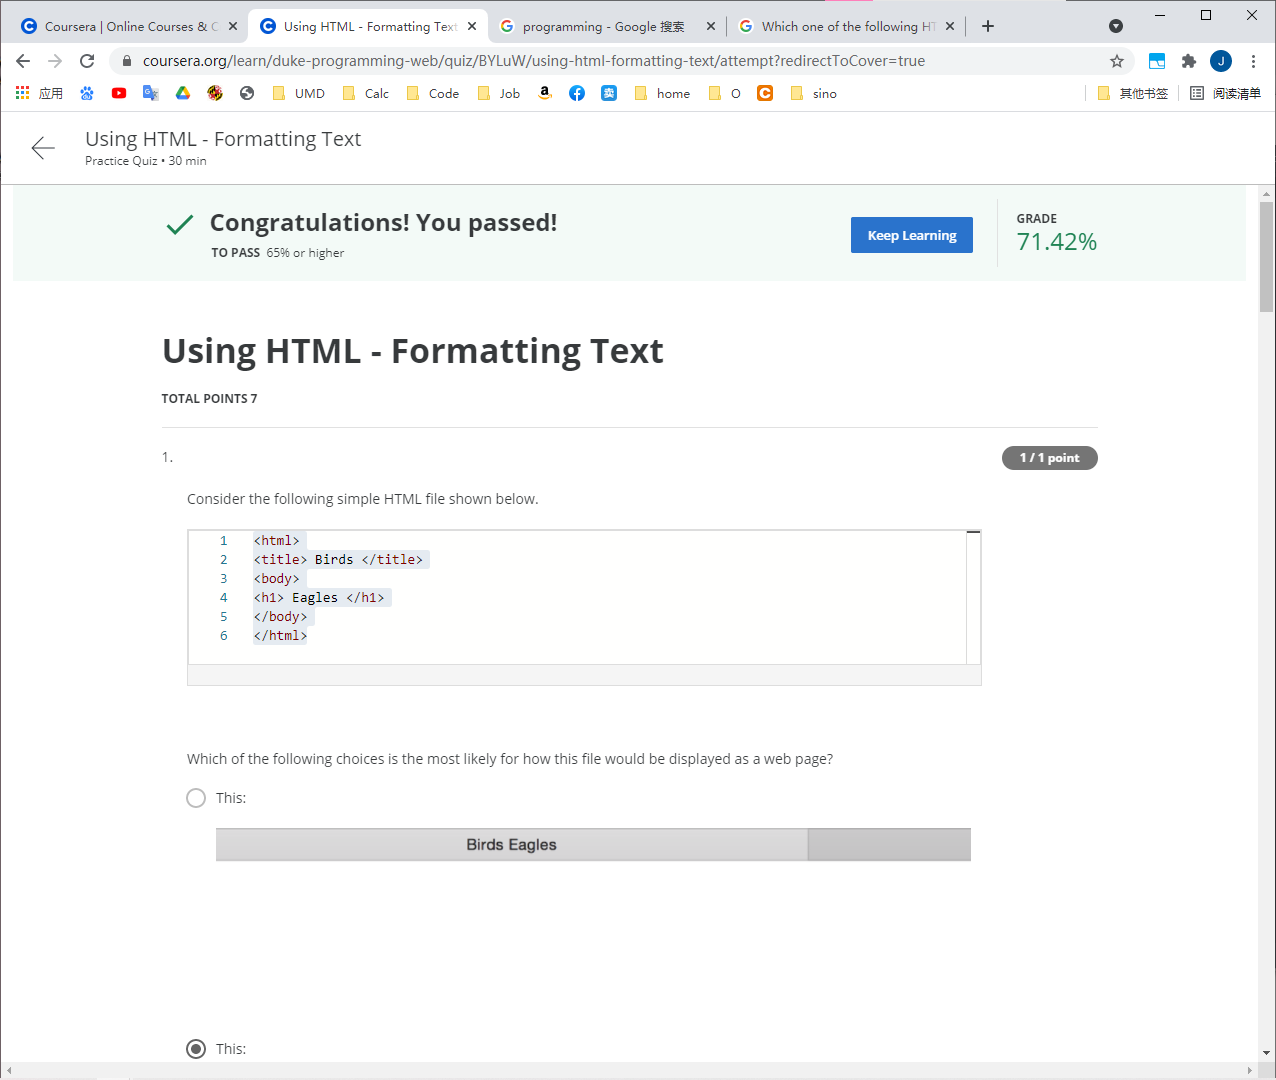 Coursera | Online Courses & C
Using HTML - Formatting Text
programming - Google 搜索
Which one of the following HT
coursera.org/learn/duke-programming-web/quiz/BYLuW/using-html-formatting-text/attempt?redirectToCover=true
J
应用
UMD
Calc
Code
Job
home
O
sino
其他书签
阅读清单
Using HTML - Formatting Text
Practice Quiz • 30 min
Congratulations! You passed!
TO PASS 65% or higher
Keep Learning
GRADE
71.42%
Using HTML - Formatting Text
TOTAL POINTS 7
1.
1 / 1 point
Consider the following simple HTML file shown below.
1 <html>
2 <title> Birds </title>
3 <body>
4 <h1> Eagles </h1>
5 </body>
6 </html>
Which of the following choices is the most likely for how this file would be displayed as a web page?
This:
Birds Eagles
This: